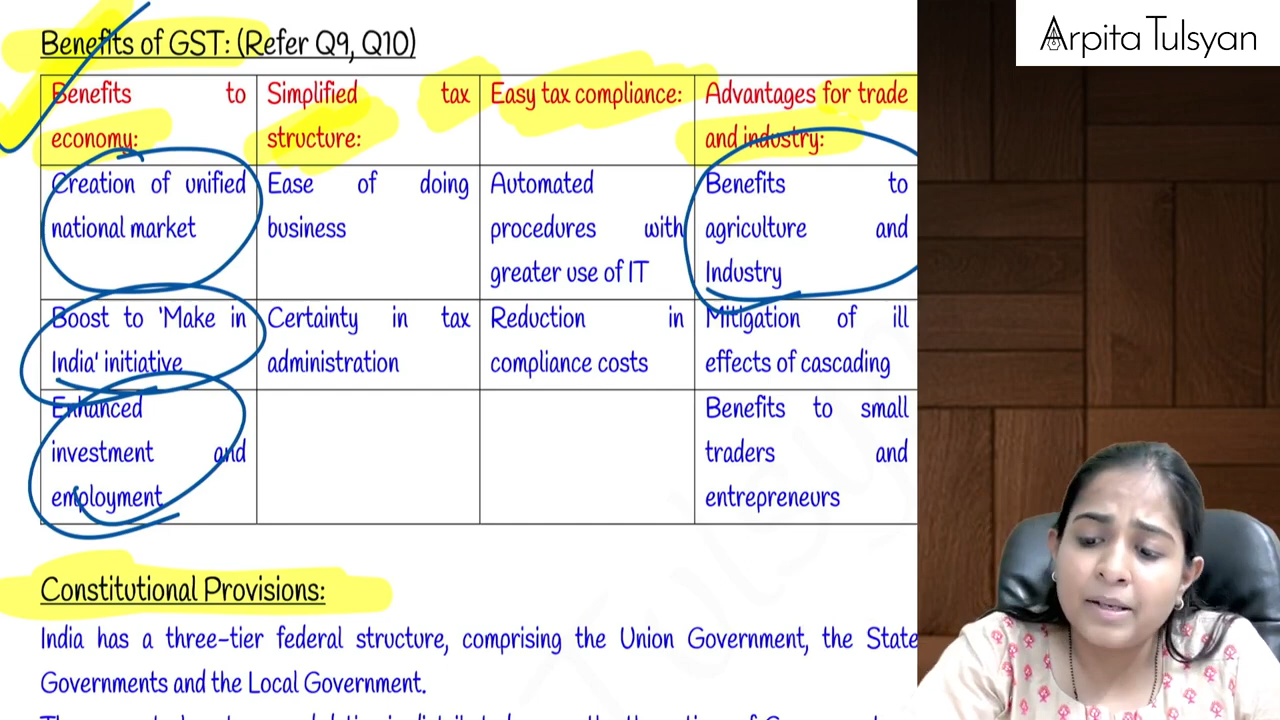 Arpita Tulsyan
Benefits of GST: (Refer Q9, Q10)
Benefits to
economy:
Simplified tax
structure:
Easy tax compliance:
Advantages for trade
and industry:
Creation of unified
national market
Ease of doing
business
Automated
procedures with
greater use of IT
Benefits to
agriculture and
Industry
Boost to 'Make in
India' initiative
Certainty in tax
administration
Reduction in
compliance costs
Mitigation of ill
effects of cascading
Enhanced
investment and
employment
Benefits to small
traders and
entrepreneurs
Constitutional Provisions:
India has a three-tier federal structure, comprising the Union Government, the State
Governments and the Local Government.